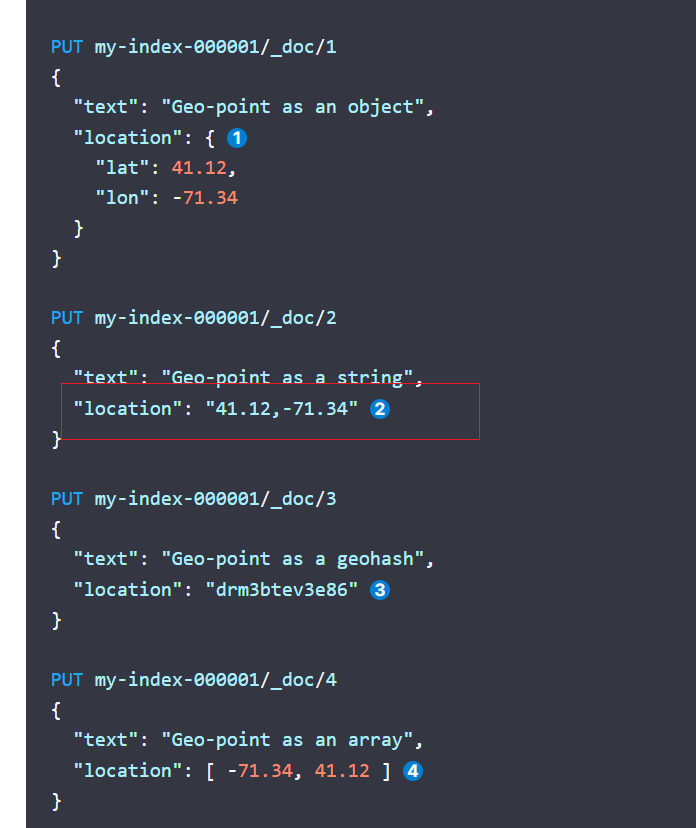 PUT my-index-000001/_doc/1
{
  "text": "Geo-point as an object",
  "location": { 1
    "lat": 41.12,
    "lon": -71.34
  }
}
PUT my-index-000001/_doc/2
{
  "text": "Geo-point as a string",
  "location": "41.12,-71.34" 2
}
PUT my-index-000001/_doc/3
{
  "text": "Geo-point as a geohash",
  "location": "drm3btev3e86" 3
}
PUT my-index-000001/_doc/4
{
  "text": "Geo-point as an array",
  "location": [ -71.34, 41.12 ] 4
}